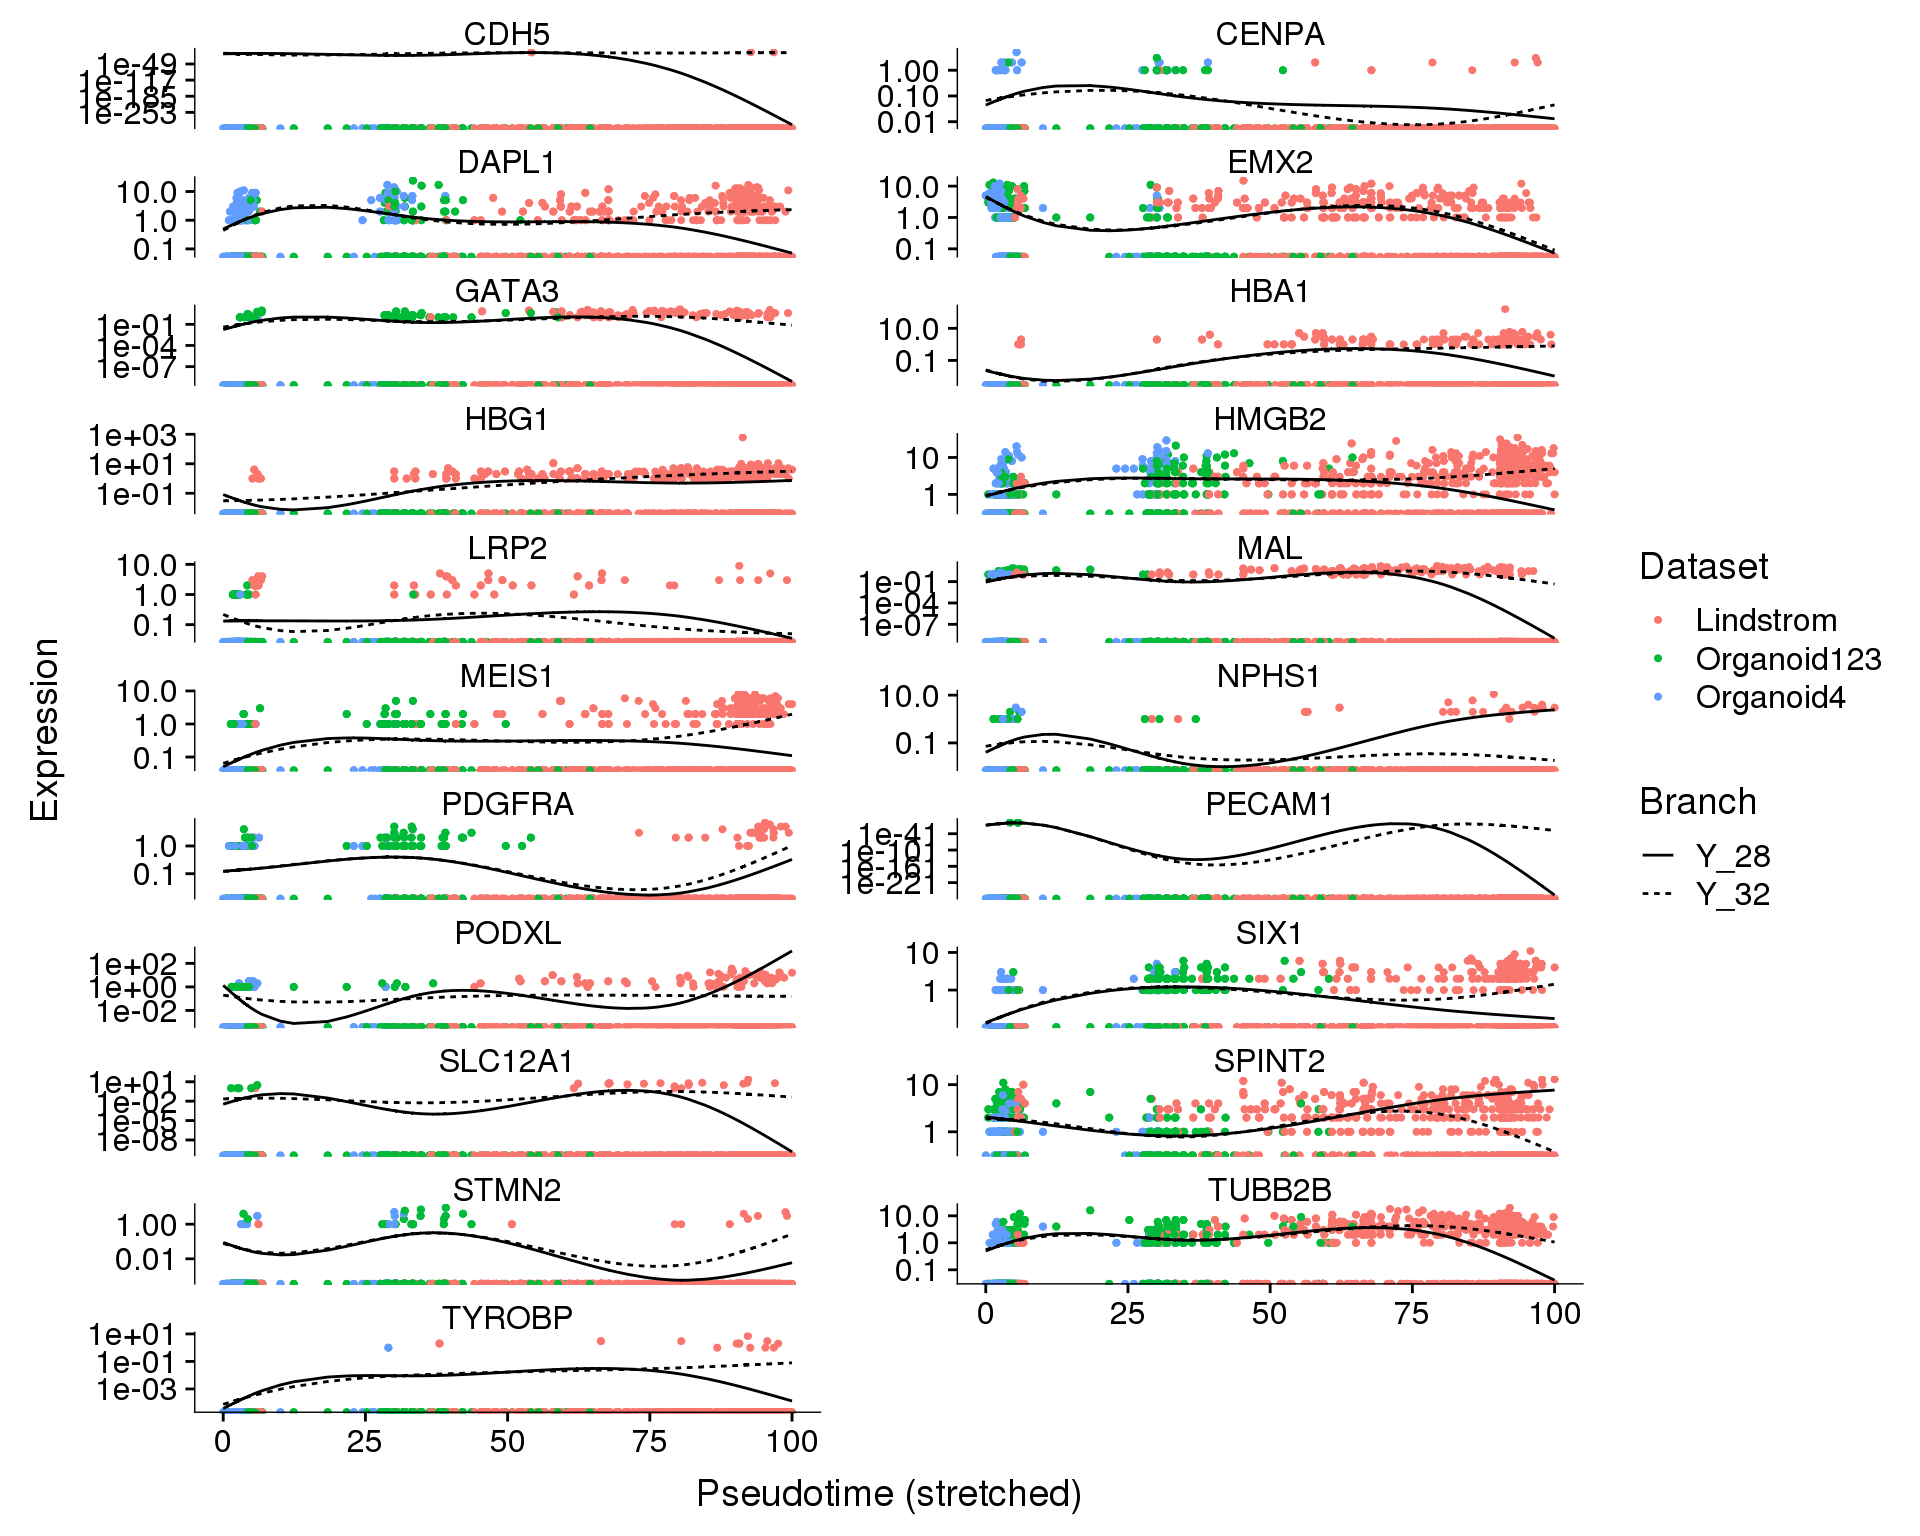 CDH5
1e-49
1e-117
1e-185
1e-253
CENPA
1.00
0.10
0.01
DAPL1
10.0
1.0
0.1
EMX2
10.0
1.0
0.1
GATA3
1e-01
1e-04
1e-07
HBA1
10.0
0.1
HBG1
1e+03
1e+01
1e-01
HMGB2
10
1
LRP2
10.0
1.0
0.1
MAL
1e-01
1e-04
1e-07
MEIS1
10.0
1.0
0.1
NPHS1
10.0
0.1
PDGFRA
1.0
0.1
PECAM1
1e-41
1e-101
1e-161
1e-221
PODXL
1e+02
1e+00
1e-02
SIX1
10
1
SLC12A1
1e+01
1e-02
1e-05
1e-08
SPINT2
10
1
STMN2
1.00
0.01
TUBB2B
10.0
1.0
0.1
0 25 50 75 100
TYROBP
1e+01
1e-01
1e-03
0 25 50 75 100
Pseudotime (stretched)
Expression
Dataset
Lindstrom
Organoid123
Organoid4
Branch
Y_28
Y_32